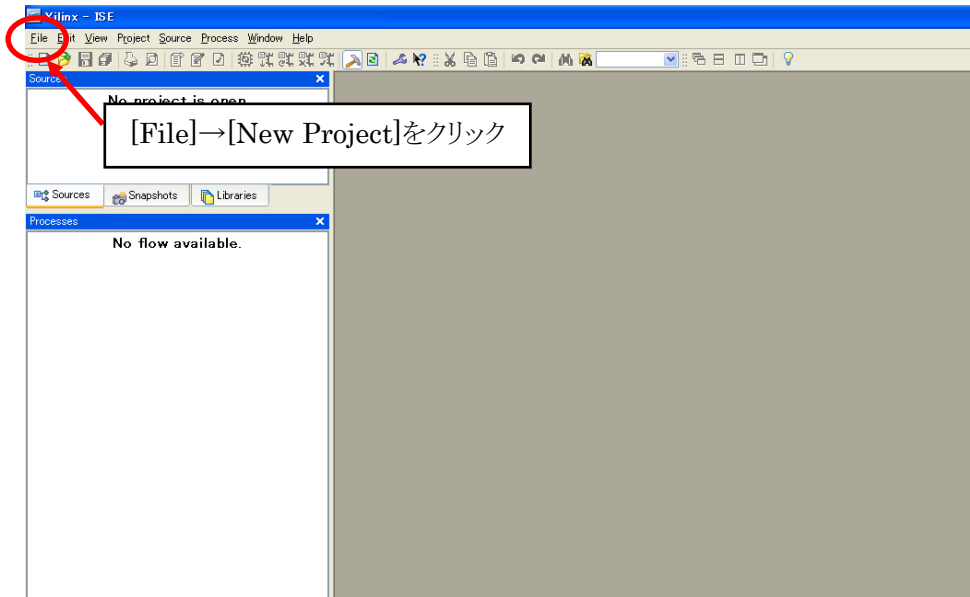 Xilinx - ISE
File Edit View Project Source Process Window Help
Sources
No project is open
[File]→[New Project]をクリック
Sources Snapshots Libraries
Processes
No flow available.